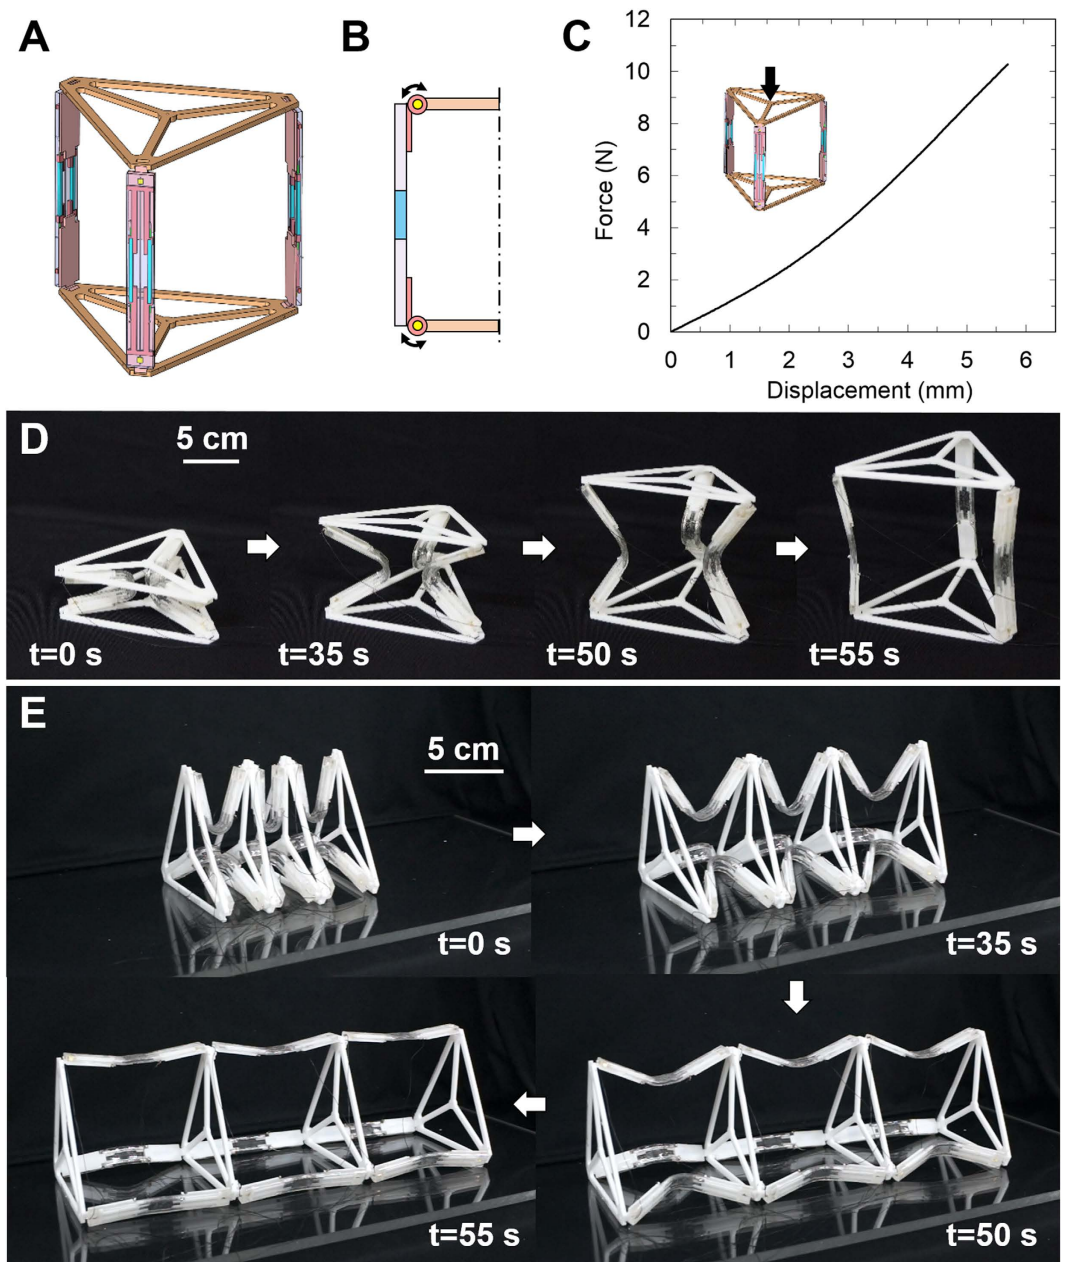 A
B
C
12
10
8
6
4
2
0
Force (N)
0 1 2 3 4 5 6
Displacement (mm)
D
5 cm
t=0 s
t=35 s
t=50 s
t=55 s
E
5 cm
t=0 s
t=35 s
t=55 s
t=50 s